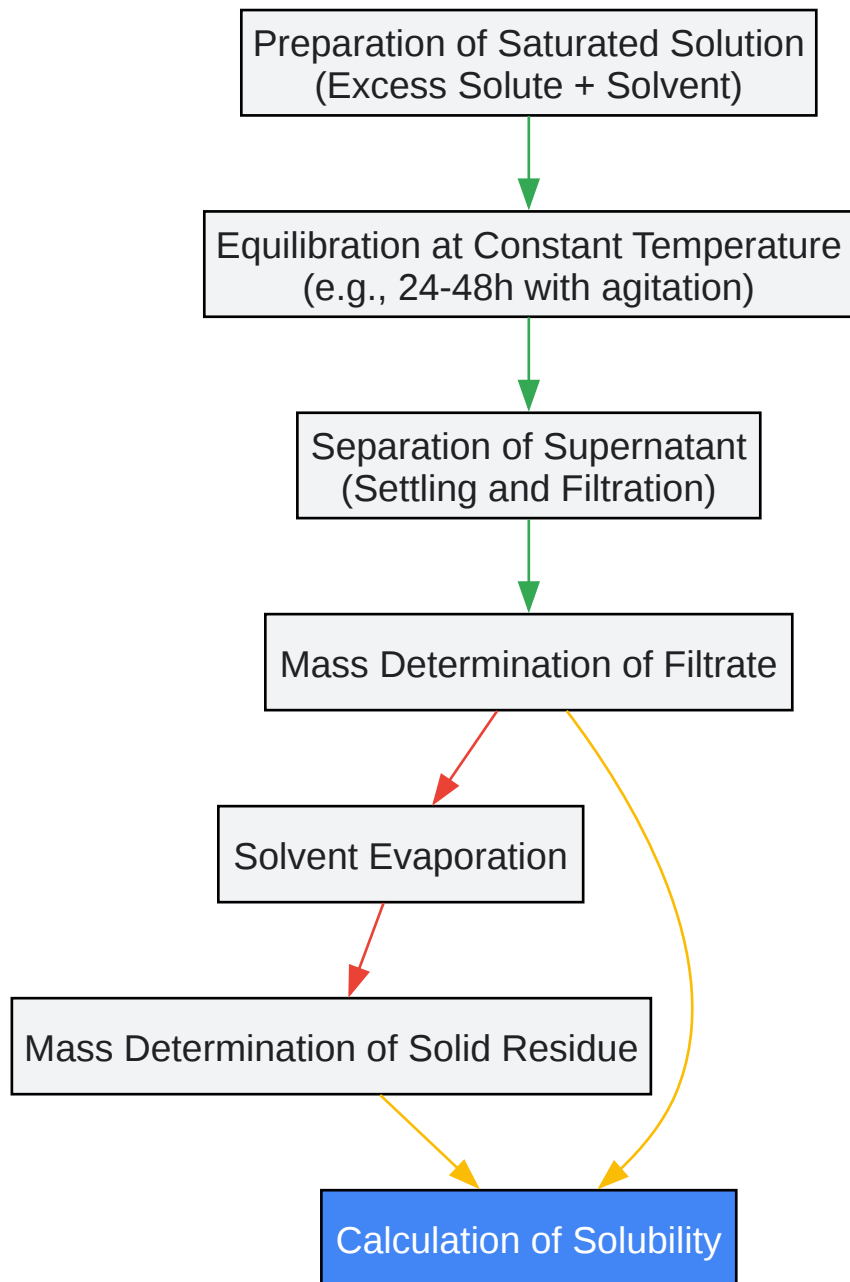 Preparation of Saturated Solution
(Excess Solute + Solvent)
Equilibration at Constant Temperature
(e.g., 24-48h with agitation)
Separation of Supernatant
(Settling and Filtration)
Mass Determination of Filtrate
Solvent Evaporation
Mass Determination of Solid Residue
Calculation of Solubility